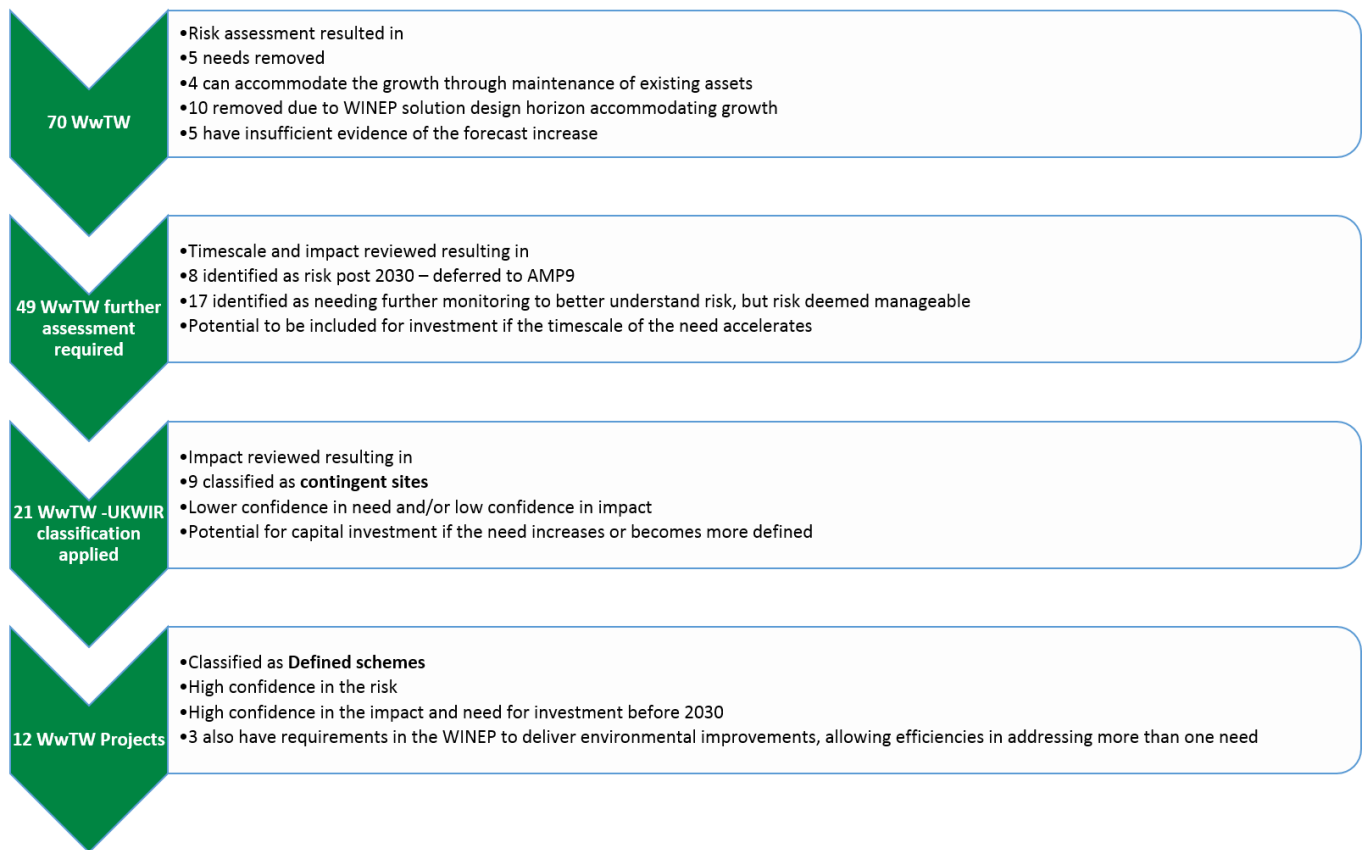 70 WwTW
•Risk assessment resulted in
•5 needs removed
•4 can accommodate the growth through maintenance of existing assets
•10 removed due to WINEP solution design horizon accommodating growth
•5 have insufficient evidence of the forecast increase
49 WwTW further
assessment
required
•Timescale and impact reviewed resulting in
•8 identified as risk post 2030 – deferred to AMP9
•17 identified as needing further monitoring to better understand risk, but risk deemed manageable
•Potential to be included for investment if the timescale of the need accelerates
21 WwTW -UKWIR
classification
applied
•Impact reviewed resulting in
•9 classified as contingent sites
•Lower confidence in need and/or low confidence in impact
•Potential for capital investment if the need increases or becomes more defined
12 WwTW Projects
•Classified as Defined schemes
•High confidence in the risk
•High confidence in the impact and need for investment before 2030
•3 also have requirements in the WINEP to deliver environmental improvements, allowing efficiencies in addressing more than one need